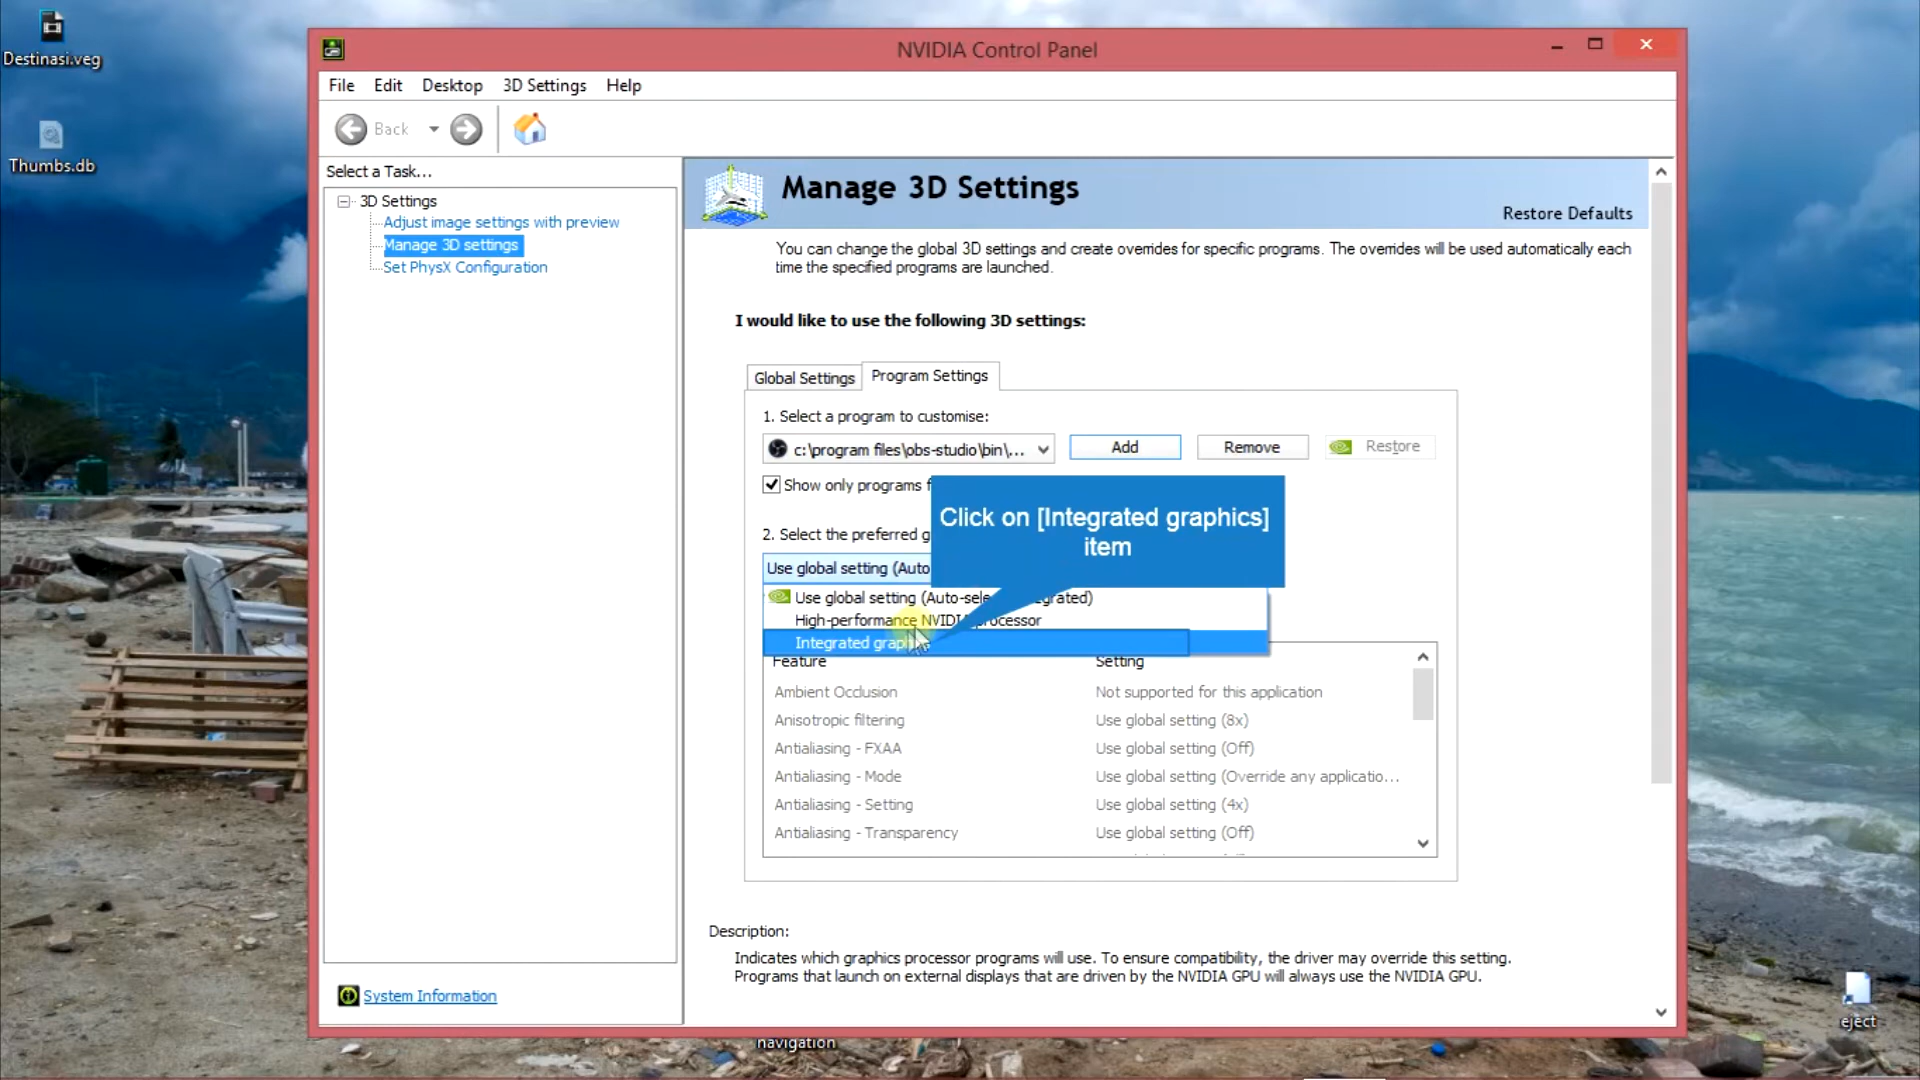 Destinasi.veg
Thumbs.db
NVIDIA Control Panel
File Edit Desktop 3D Settings Help
Back
Select a Task...
3D Settings
Adjust image settings with preview
Manage 3D settings
Set PhysX Configuration
System Information
Manage 3D Settings
Restore Defaults
You can change the global 3D settings and create overrides for specific programs. The overrides will be used automatically each
time the specified programs are launched.
I would like to use the following 3D settings:
Global Settings Program Settings
1. Select a program to customise:
c:\program files\obs-studio\bin\... Add Remove Restore
Show only programs
Click on [Integrated graphics]
item
2. Select the preferred
Use global setting (Auto
Use global setting (Auto-sele grated)
High-performance NVIDIA processor
Integrated graph
Feature Setting
Ambient Occlusion Not supported for this application
Anisotropic filtering Use global setting (8x)
Antialiasing - FXAA Use global setting (Off)
Antialiasing - Mode Use global setting (Override any applicatio...
Antialiasing - Setting Use global setting (4x)
Antialiasing - Transparency Use global setting (Off)
Description:
Indicates which graphics processor programs will use. To ensure compatibility, the driver may override this setting.
Programs that launch on external displays that are driven by the NVIDIA GPU will always use the NVIDIA GPU.
navigation
eject